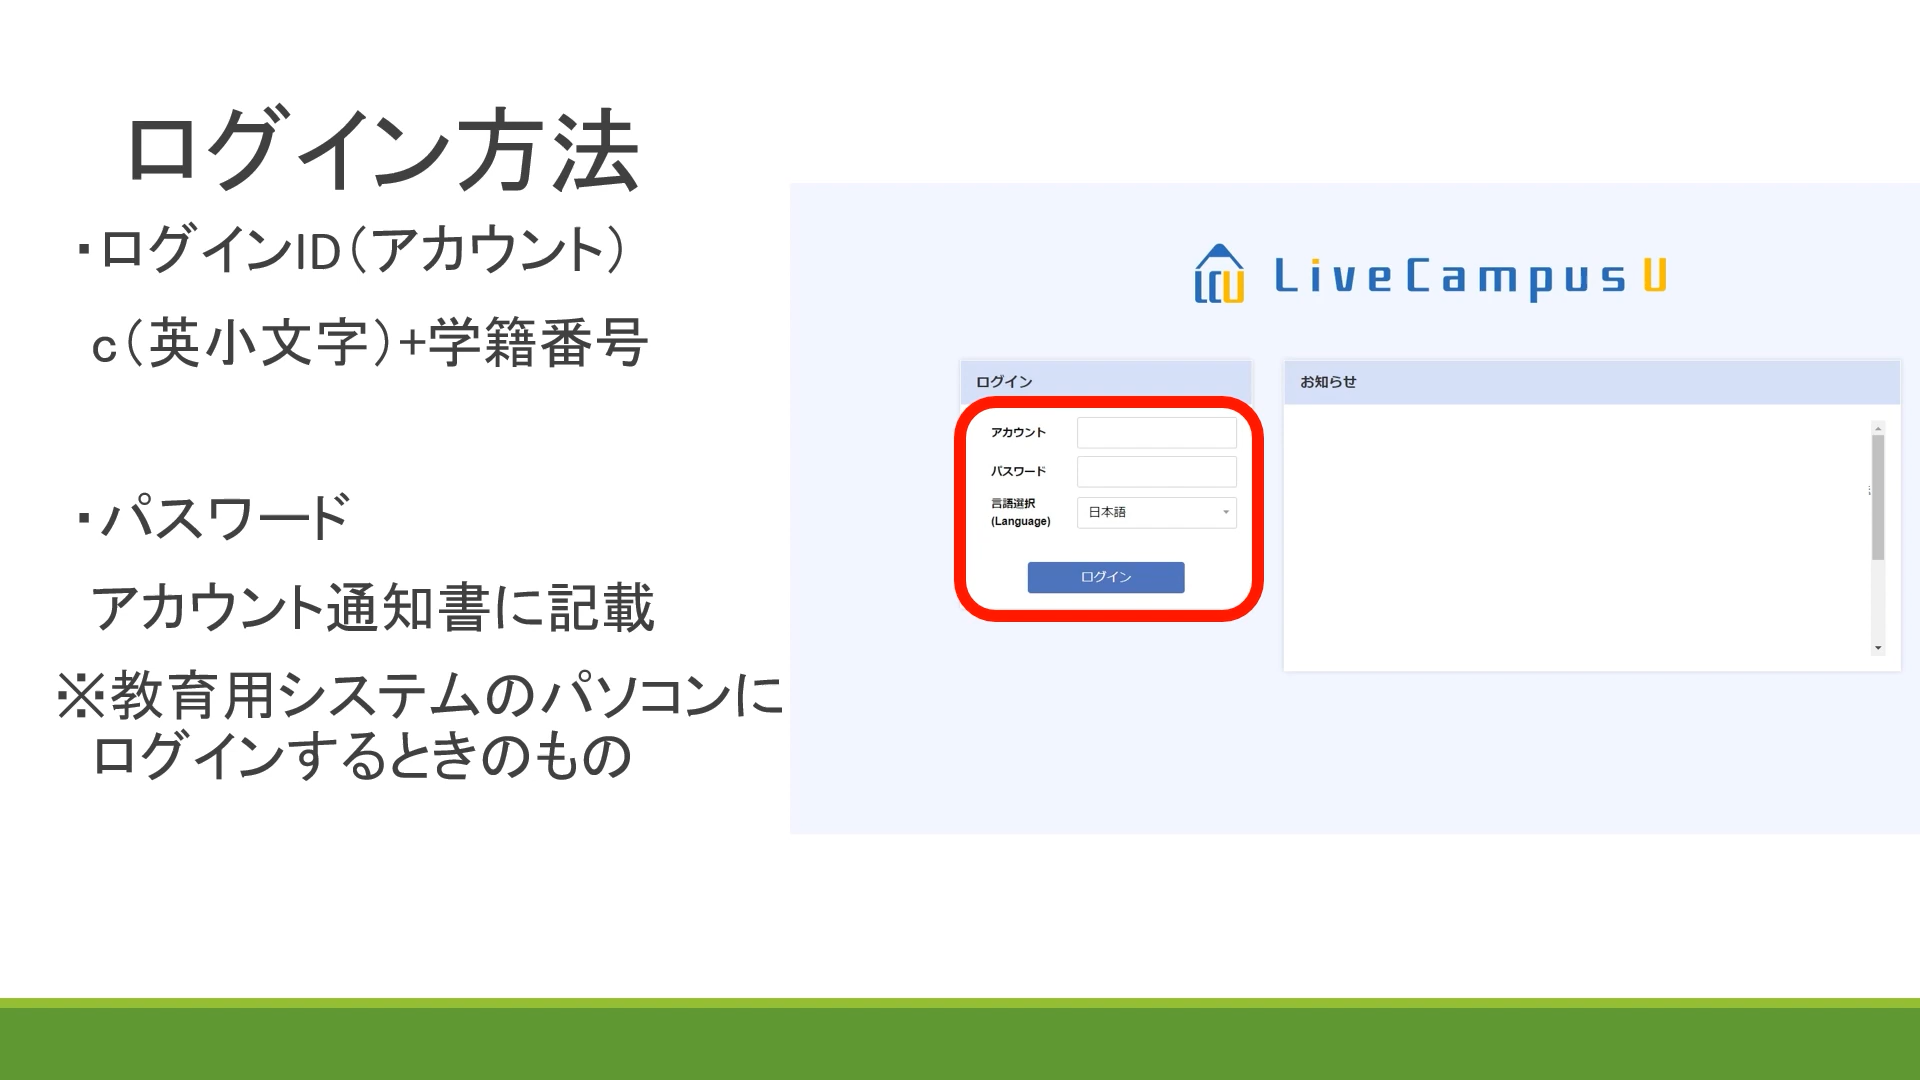 ログイン方法
・ログインID（アカウント）
c（英小文字）+学籍番号
・パスワード
アカウント通知書に記載
※教育用システムのパソコンに
ログインするときのもの
LCU LiveCampusU
ログイン
アカウント
パスワード
言語選択
(Language)
日本語
ログイン
お知らせ